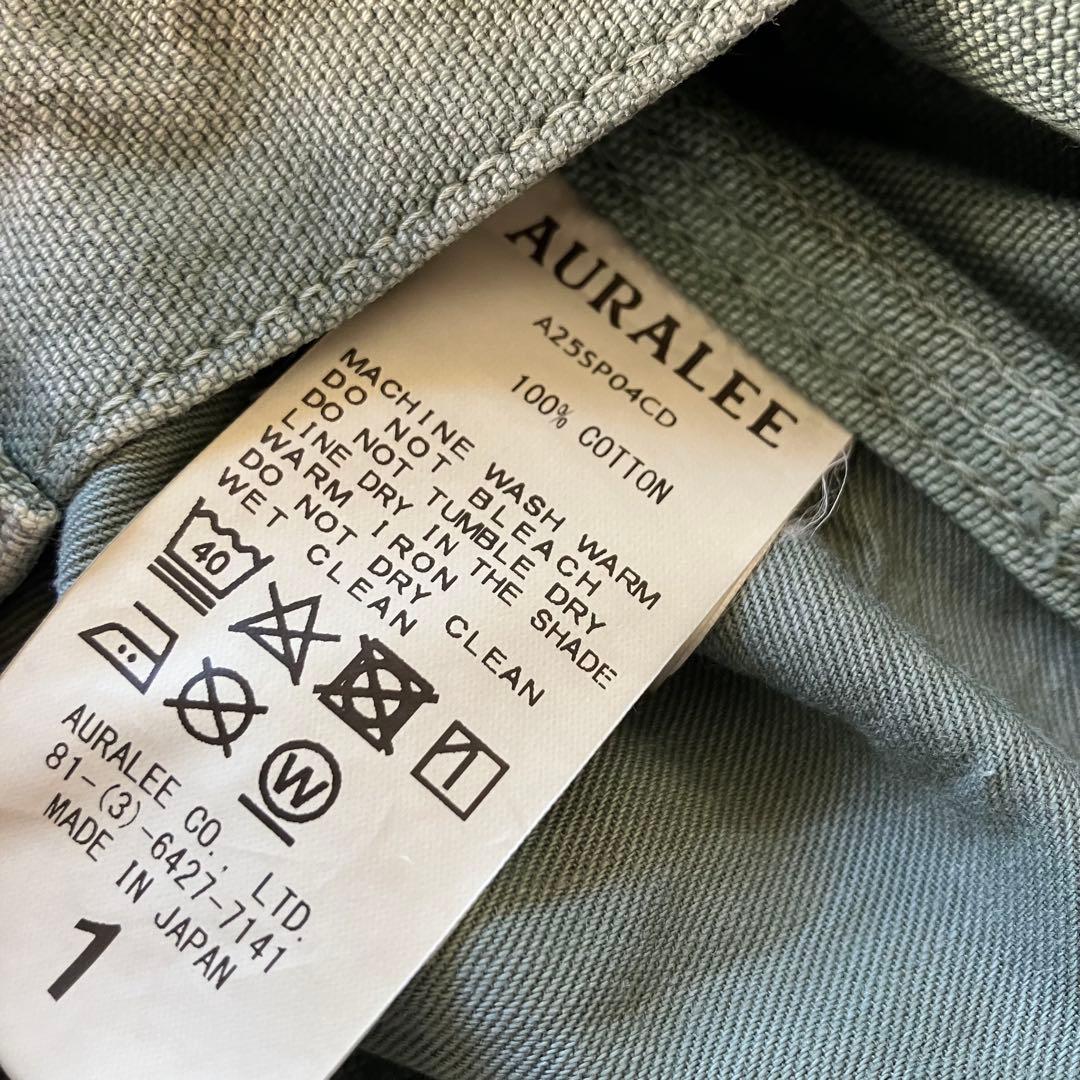 AURALEE
A25SP04CD
100% COTTON
MACHINE WASH WARM
DO NOT BLEACH
DO NOT TUMBLE DRY
LINE DRY IN THE SHADE
WARM IRON
DO NOT DRY CLEAN
WET CLEAN
40
W
AURALEE CO., LTD.
81-(3)-6427-7141
MADE IN JAPAN
1